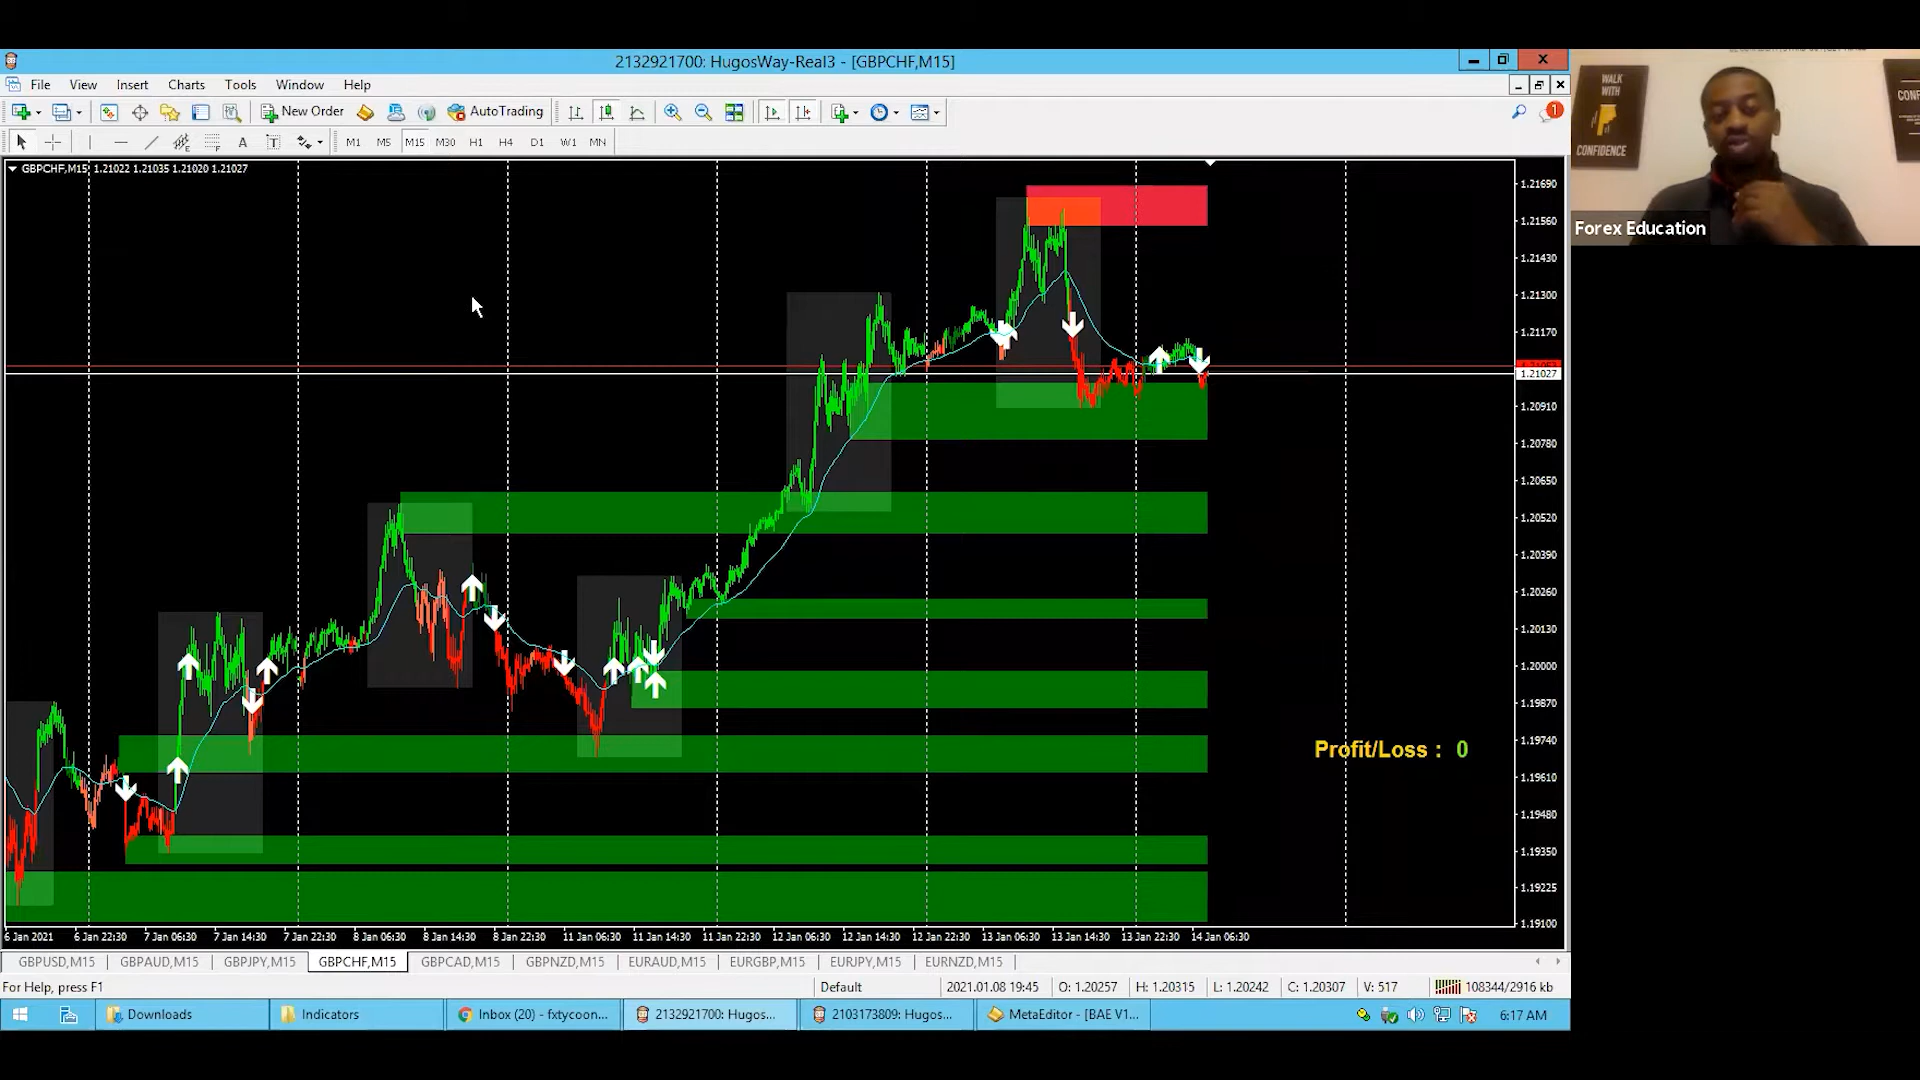 2132921700: HugosWay-Real3 - [GBPCHF,M15]
File View Insert Charts Tools Window Help
New Order AutoTrading
M1 M5 M15 M30 H1 H4 D1 W1 MN
GBPCHF,M15 1.21022 1.21035 1.21020 1.21027
1.21690
1.21560
1.21430
1.21300
1.21170
1.21027
1.20910
1.20780
1.20650
1.20520
1.20390
1.20260
1.20130
1.20000
1.19870
1.19740
1.19610
1.19480
1.19350
1.19225
1.19100
Profit/Loss : 0
6 Jan 2021 6 Jan 22:30 7 Jan 06:30 7 Jan 14:30 7 Jan 22:30 8 Jan 06:30 8 Jan 14:30 8 Jan 22:30 11 Jan 06:30 11 Jan 14:30 11 Jan 22:30 12 Jan 06:30 12 Jan 14:30 12 Jan 22:30 13 Jan 06:30 13 Jan 14:30 13 Jan 22:30 14 Jan 06:30
GBPUSD,M15 GBPAUD,M15 GBPJPY,M15 GBPCHF,M15 GBPCAD,M15 GBPNZD,M15 EURAUD,M15 EURGBP,M15 EURJPY,M15 EURNZD,M15
For Help, press F1 Default 2021.01.08 19:45 O: 1.20257 H: 1.20315 L: 1.20242 C: 1.20307 V: 517 108344/2916 kb
Downloads Indicators Inbox (20) - fxtycoon... 2132921700: Hugos... 2103173809: Hugos... MetaEditor - [BAE V1... 6:17 AM
WALK
WITH
CONFIDENCE
CONF
Forex Education
1